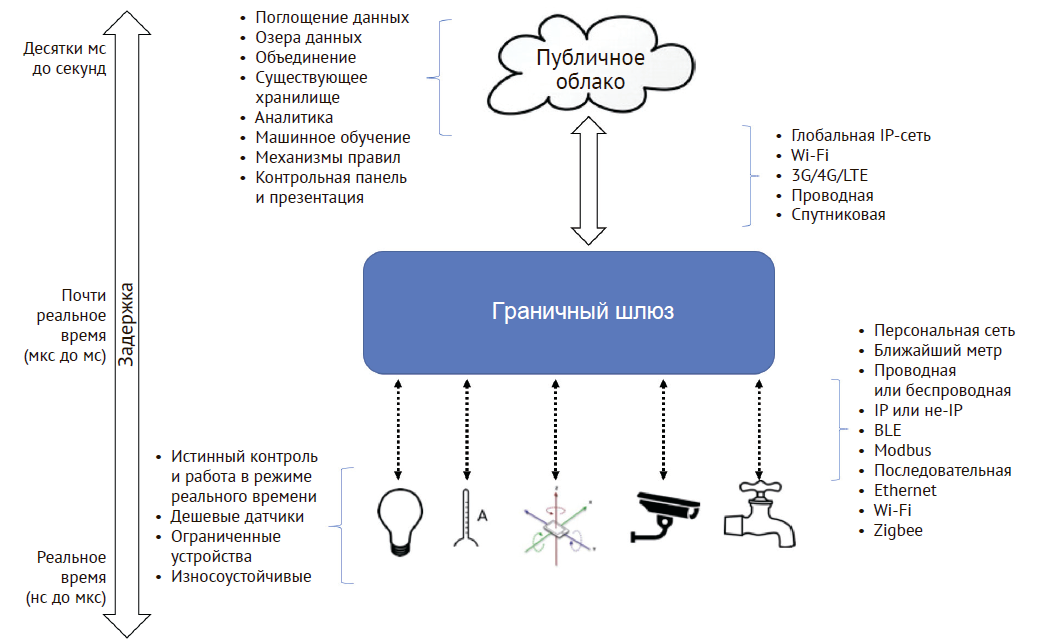 Десятки мс
до секунд
• Поглощение данных
• Озера данных
• Объединение
• Существующее
хранилище
• Аналитика
• Машинное обучение
• Механизмы правил
• Контрольная панель
и презентация
Публичное
облако
• Глобальная IP-сеть
• Wi-Fi
• 3G/4G/LTE
• Проводная
• Спутниковая
Задержка
Почти
реальное
время
(мкс до мс)
Граничный шлюз
• Персональная сеть
• Ближайший метр
• Проводная
или беспроводная
• IP или не-IP
• BLE
• Modbus
• Последовательная
• Ethernet
• Wi-Fi
• Zigbee
• Истинный контроль
и работа в режиме
реального времени
• Дешевые датчики
• Ограниченные
устройства
• Износоустойчивые
A
Реальное
время
(нс до мкс)